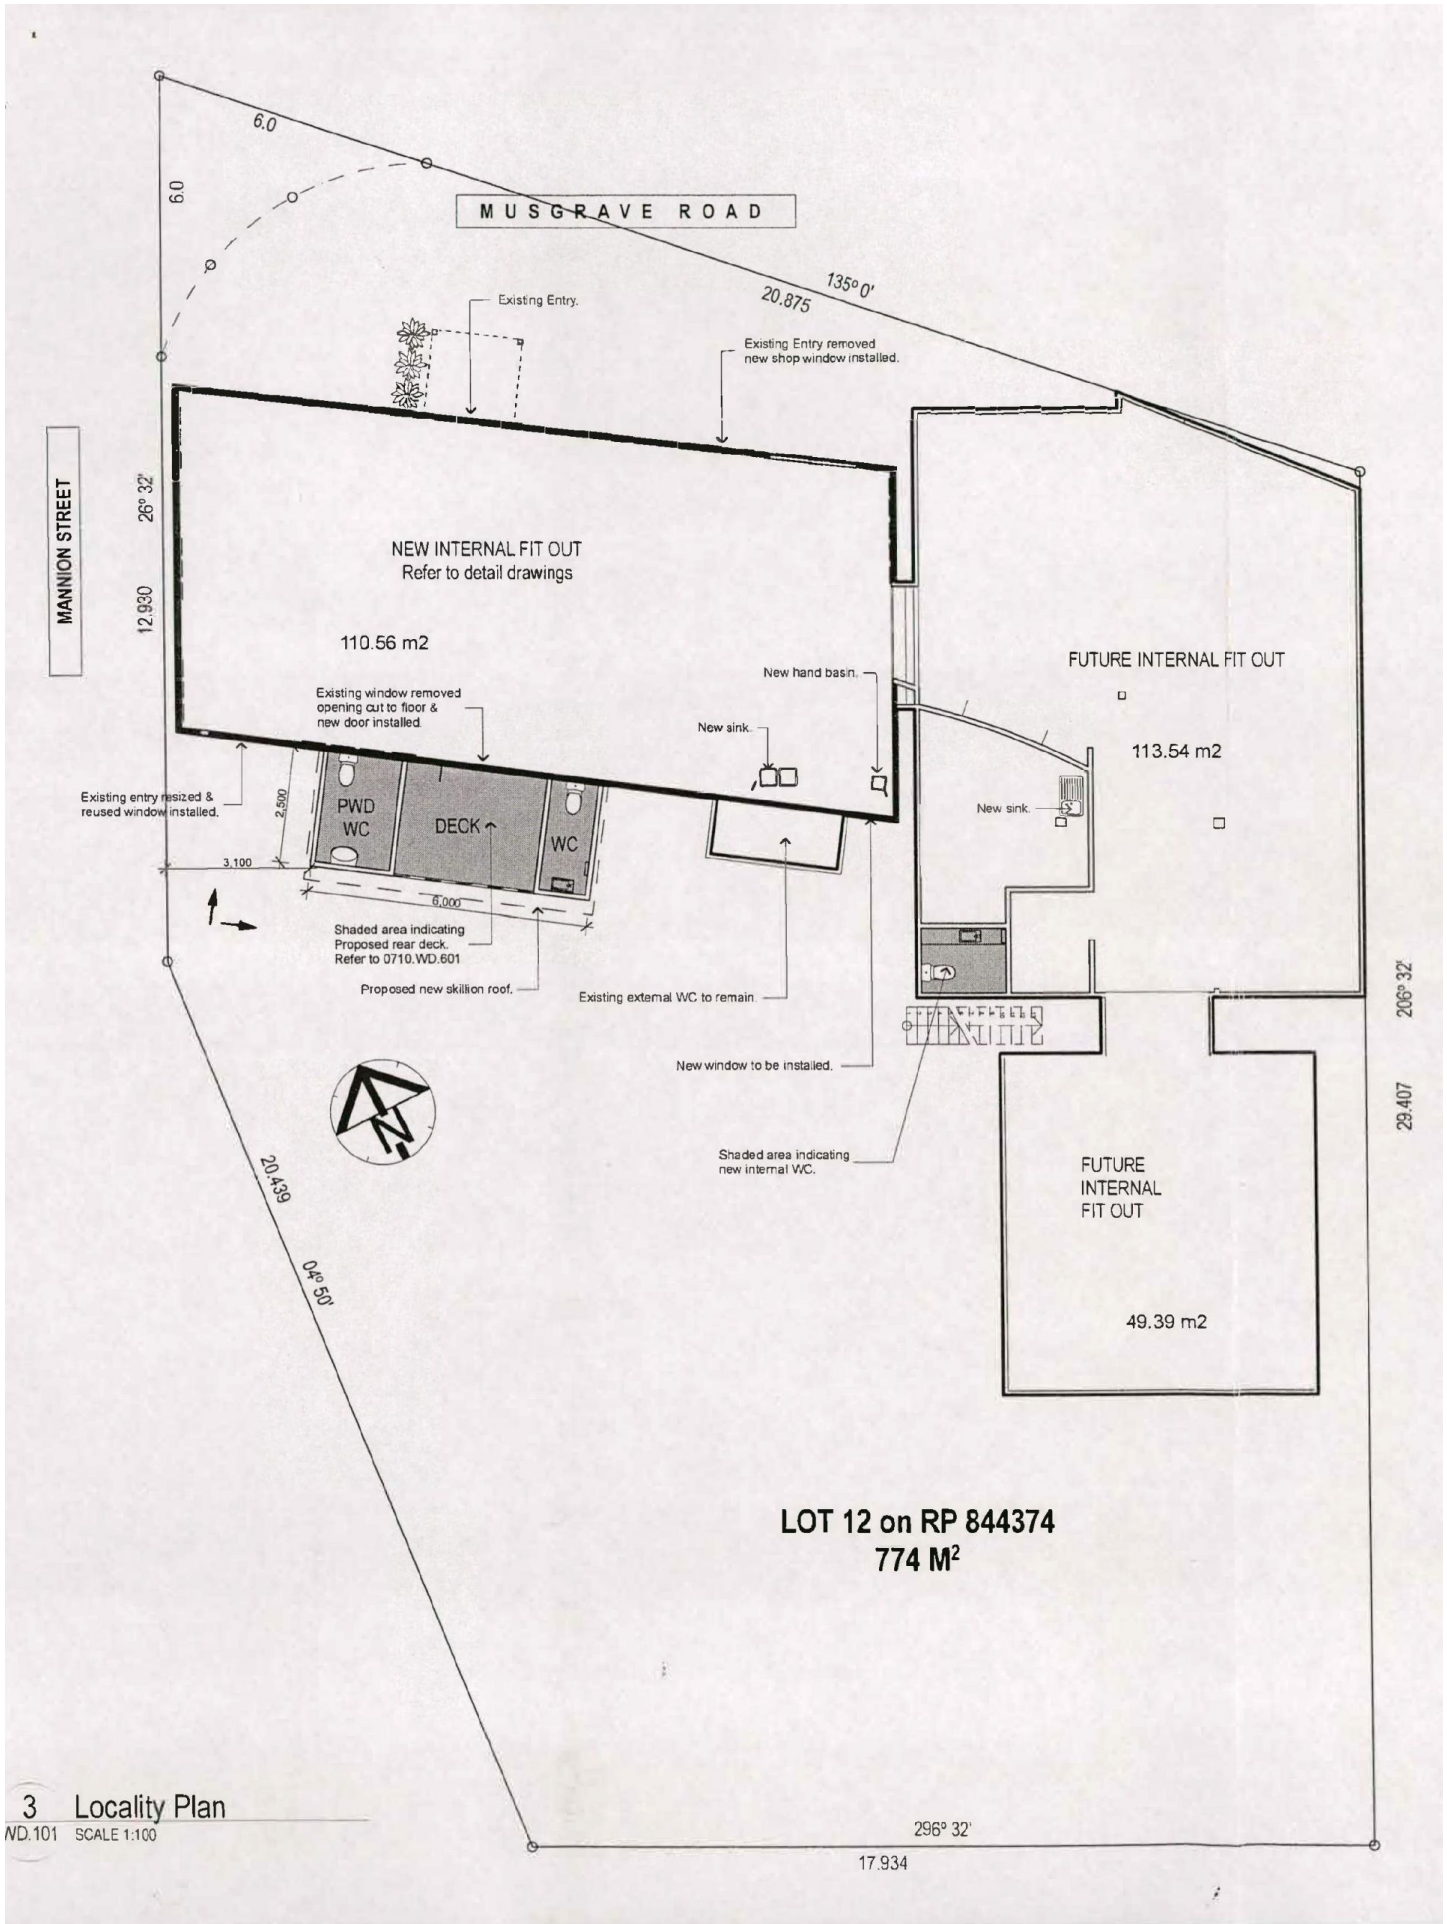 6.0
6.0
MUSGRAVE ROAD
135° 0'
20.875
Existing Entry.
Existing Entry removed
new shop window installed.
MANNION STREET
26° 32'
12.930
NEW INTERNAL FIT OUT
Refer to detail drawings
110.56 m2
FUTURE INTERNAL FIT OUT
113.54 m2
New hand basin.
Existing window removed
opening cut to floor &
new door installed.
New sink.
New sink.
Existing entry resized &
reused window installed.
2,500
PWD
WC
DECK
WC
3,100
6,000
Shaded area indicating
Proposed rear deck.
Refer to 0710.WD.601
Proposed new skillion roof.
Existing external WC to remain.
New window to be installed.
206° 32'
29.407
N
Shaded area indicating
new internal WC.
FUTURE
INTERNAL
FIT OUT
49.39 m2
20.439
04° 50'
LOT 12 on RP 844374
774 M²
3 Locality Plan
WD.101 SCALE 1:100
296° 32'
17.934